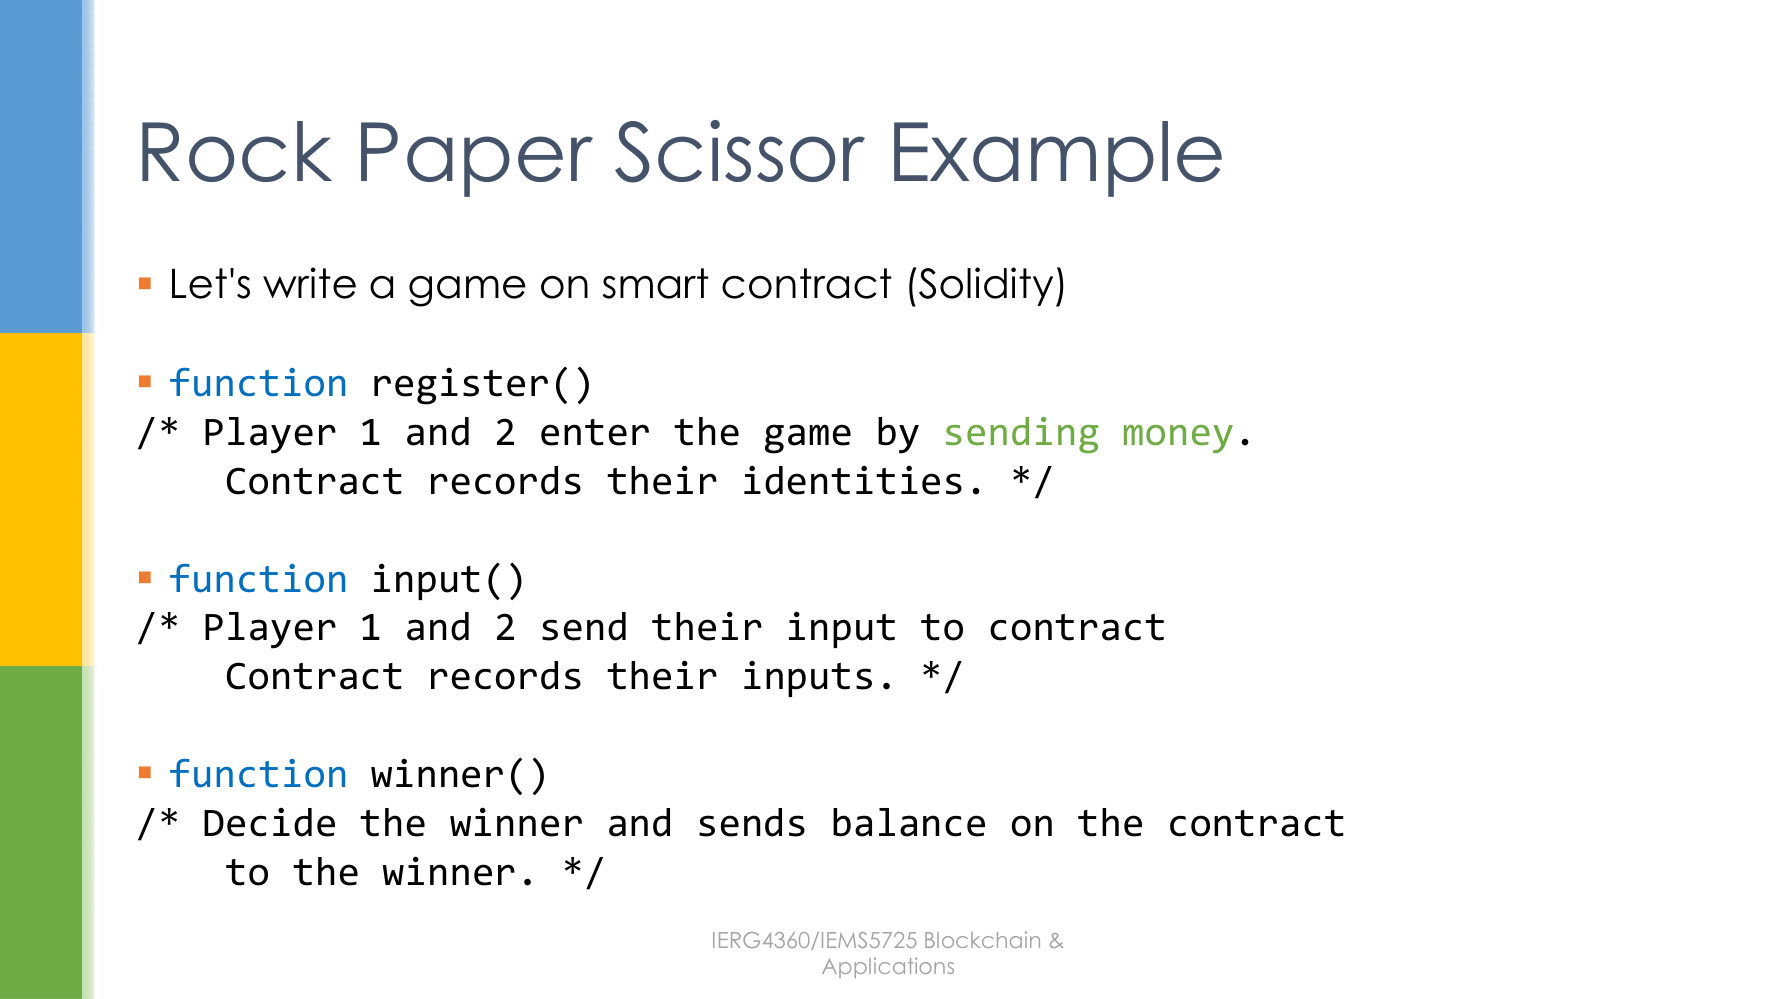 Rock Paper Scissor Example
Let's write a game on smart contract (Solidity)
function register()
/* Player 1 and 2 enter the game by sending money.
Contract records their identities. */
function input()
/* Player 1 and 2 send their input to contract
Contract records their inputs. */
function winner()
/* Decide the winner and sends balance on the contract
to the winner. */
IERG4360/IEMS5725 Blockchain &
Applications